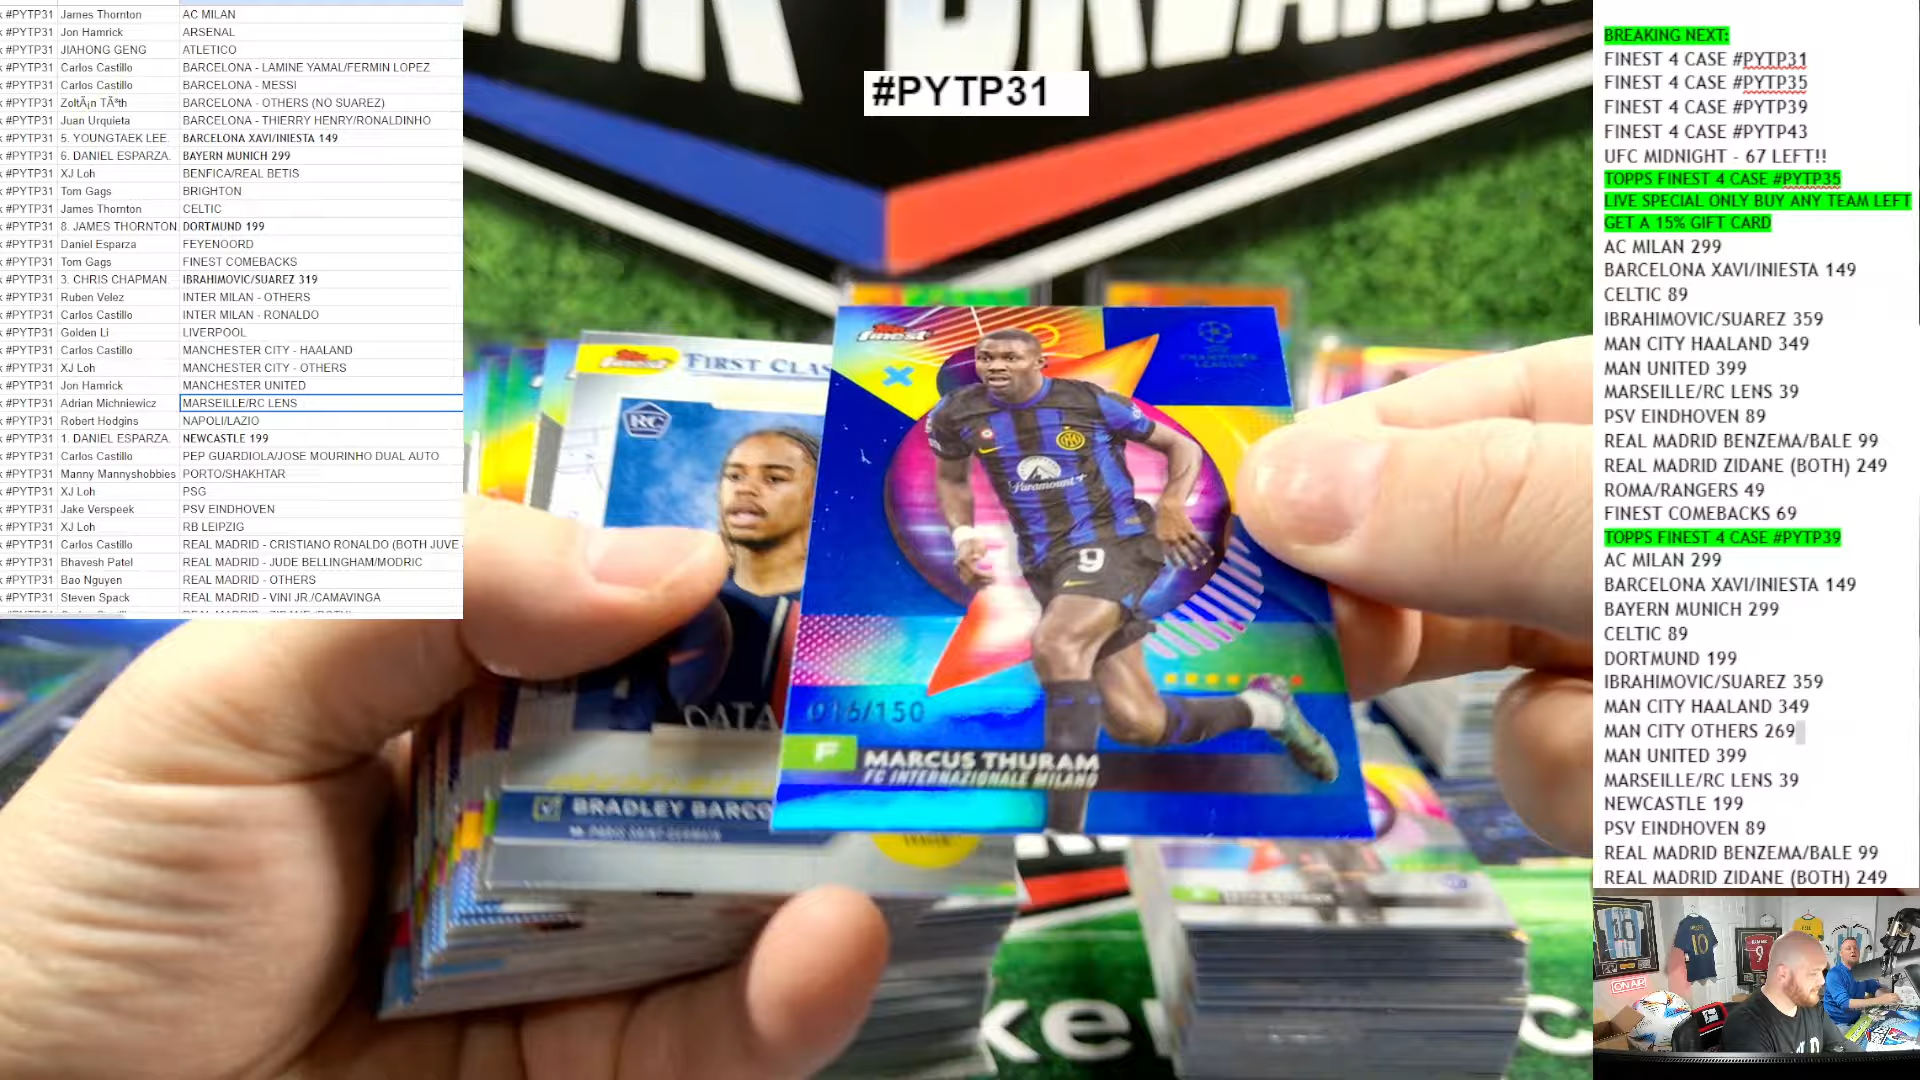 #PYTP31 James Thornton AC MILAN
#PYTP31 Jon Hamrick ARSENAL
#PYTP31 JIAHONG GENG ATLETICO
#PYTP31 Carlos Castillo BARCELONA - LAMINE YAMAL/FERMIN LOPEZ
#PYTP31 Carlos Castillo BARCELONA - MESSI
#PYTP31 ZoltÃ¡n TÃ³th BARCELONA - OTHERS (NO SUAREZ)
#PYTP31 Juan Urquieta BARCELONA - THIERRY HENRY/RONALDINHO
#PYTP31 5. YOUNGTAEK LEE. BARCELONA XAVI/INIESTA 149
#PYTP31 6. DANIEL ESPARZA. BAYERN MUNICH 299
#PYTP31 XJ Loh BENFICA/REAL BETIS
#PYTP31 Tom Gags BRIGHTON
#PYTP31 James Thornton CELTIC
#PYTP31 8. JAMES THORNTON. DORTMUND 199
#PYTP31 Daniel Esparza FEYENOORD
#PYTP31 Tom Gags FINEST COMEBACKS
#PYTP31 3. CHRIS CHAPMAN. IBRAHIMOVIC/SUAREZ 319
#PYTP31 Ruben Velez INTER MILAN - OTHERS
#PYTP31 Carlos Castillo INTER MILAN - RONALDO
#PYTP31 Golden Li LIVERPOOL
#PYTP31 Carlos Castillo MANCHESTER CITY - HAALAND
#PYTP31 XJ Loh MANCHESTER CITY - OTHERS
#PYTP31 Jon Hamrick MANCHESTER UNITED
#PYTP31 Adrian Michniewicz MARSEILLE/RC LENS
#PYTP31 Robert Hodgins NAPOLI/LAZIO
#PYTP31 1. DANIEL ESPARZA. NEWCASTLE 199
#PYTP31 Carlos Castillo PEP GUARDIOLA/JOSE MOURINHO DUAL AUTO
#PYTP31 Manny Mannyshobbies PORTO/SHAKHTAR
#PYTP31 XJ Loh PSG
#PYTP31 Jake Verspeek PSV EINDHOVEN
#PYTP31 XJ Loh RB LEIPZIG
#PYTP31 Carlos Castillo REAL MADRID - CRISTIANO RONALDO (BOTH JUVE
#PYTP31 Bhavesh Patel REAL MADRID - JUDE BELLINGHAM/MODRIC
#PYTP31 Bao Nguyen REAL MADRID - OTHERS
#PYTP31 Steven Spack REAL MADRID - VINI JR./CAMAVINGA
#PYTP31
finest
FIRST CLAS
RC
QATA
BRADLEY BARCO
PARIS SAINT-GERMAIN
finest
CHAMPIONS
LEAGUE
Paramount+
9
016/150
F
MARCUS THURAM
FC INTERNAZIONALE MILANO
BREAKING NEXT:
FINEST 4 CASE #PYTP31
FINEST 4 CASE #PYTP35
FINEST 4 CASE #PYTP39
FINEST 4 CASE #PYTP43
UFC MIDNIGHT - 67 LEFT!!
TOPPS FINEST 4 CASE #PYTP35
LIVE SPECIAL ONLY BUY ANY TEAM LEFT
GET A 15% GIFT CARD
AC MILAN 299
BARCELONA XAVI/INIESTA 149
CELTIC 89
IBRAHIMOVIC/SUAREZ 359
MAN CITY HAALAND 349
MAN UNITED 399
MARSEILLE/RC LENS 39
PSV EINDHOVEN 89
REAL MADRID BENZEMA/BALE 99
REAL MADRID ZIDANE (BOTH) 249
ROMA/RANGERS 49
FINEST COMEBACKS 69
TOPPS FINEST 4 CASE #PYTP39
AC MILAN 299
BARCELONA XAVI/INIESTA 149
BAYERN MUNICH 299
CELTIC 89
DORTMUND 199
IBRAHIMOVIC/SUAREZ 359
MAN CITY HAALAND 349
MAN CITY OTHERS 269
MAN UNITED 399
MARSEILLE/RC LENS 39
NEWCASTLE 199
PSV EINDHOVEN 89
REAL MADRID BENZEMA/BALE 99
REAL MADRID ZIDANE (BOTH) 249
10
9
ON AIR